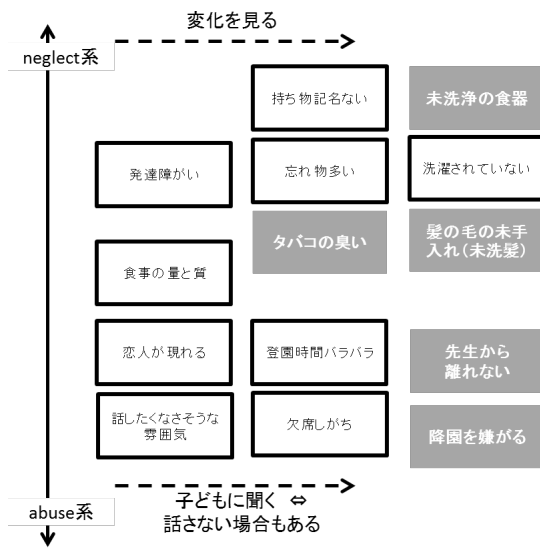 変化を見る
neglect系
持ち物記名ない
未洗浄の食器
発達障がい
忘れ物多い
洗濯されていない
タバコの臭い
髪の毛の未手
入れ(未洗髪)
食事の量と質
恋人が現れる
登園時間バラバラ
先生から
離れない
話したくなさそうな
雰囲気
欠席しがち
降園を嫌がる
abuse系
子どもに聞く ⇔
話さない場合もある